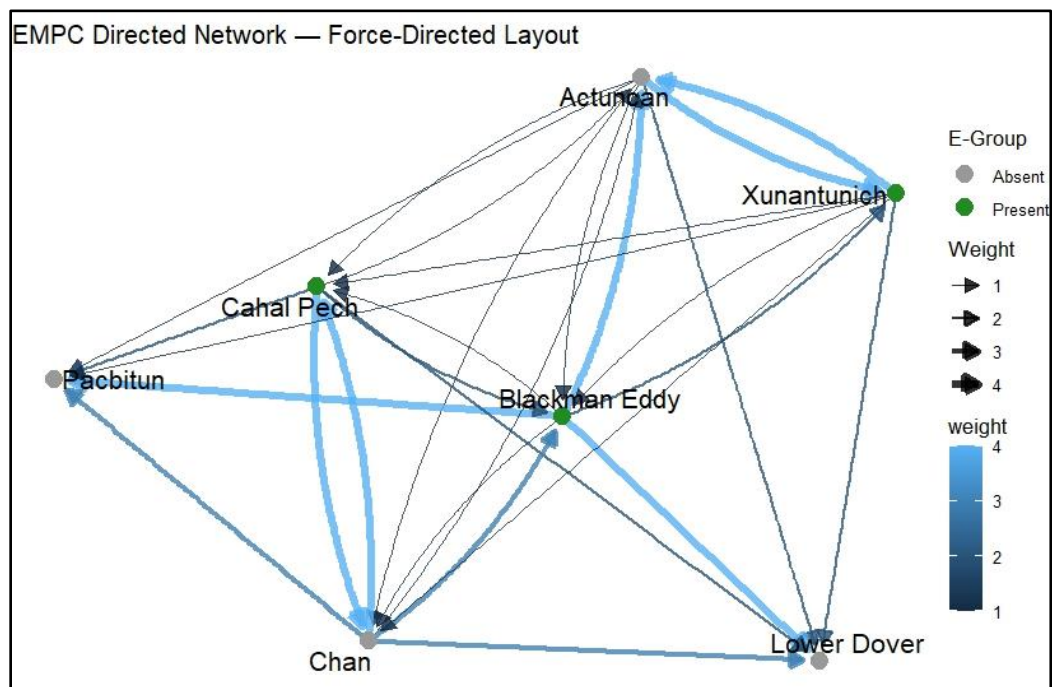 EMPC Directed Network — Force-Directed Layout
Actuncan
Xunantunich
Cahal Pech
Pacbitun
Blackman Eddy
Chan
Lower Dover
E-Group
Absent
Present
Weight
1
2
3
4
weight
4
3
2
1